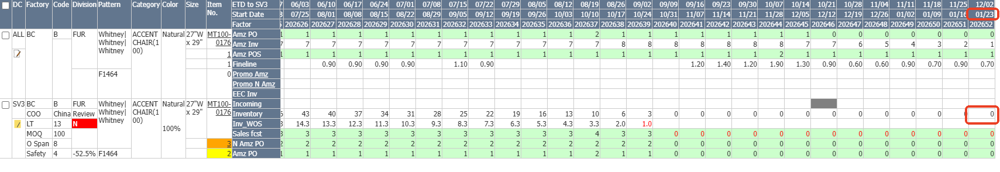 DC Factory Code Division Pattern Category Color Size Item No. ETD to SV3 06/03 06/10 06/17 06/24 07/01 07/08 07/15 07/22 07/29 08/05 08/12 08/19 08/26 09/02 09/09 09/16 09/23 09/30 10/07 10/14 10/21 10/28 11/04 11/11 11/18 11/25 12/02
Start Date 07/25 08/01 08/08 08/15 08/22 08/29 09/05 09/12 09/19 09/26 10/03 10/10 10/17 10/24 10/31 11/07 11/14 11/21 11/28 12/05 12/12 12/19 12/26 01/02 01/09 01/16 01/23
Factor 202626 202627 202628 202629 202630 202631 202632 202633 202634 202635 202636 202637 202638 202639 202640 202641 202642 202643 202644 202645 202646 202647 202648 202649 202650 202651 202652
ALL BC B FUR Whitney| ACCENT Natural 27"W MT100- Amz PO 1 1 1 1 1 1 1 1 1 1 1 2 1 1 1 1 1 1 1 1 0 0 0 0 0 0 0
Whitney| CHAIR(1 x 29" 0176 Amz Inv 7 7 7 7 7 7 7 7 7 7 7 7 8 8 8 8 8 8 8 7 7 6 5 4 3 2 1
Whitney 00) 1 Amz POS 1 1 1 1 1 1 1 1 1 1 1 1 1 1 1 1 1 1 2 1 1 1 1 1 1 1 1
1 Fineline 0.90 0.90 0.90 0.90 1.10 0.90 1.20 1.40 1.20 1.90 1.30 0.90 0.60 0.60 0.90 0.70 0.90 0.70
F1464 0 Promo Amz
Promo N Amz
EEC Inv
SV3 BC B FUR Whitney| ACCENT Natural 27"W MT100- Incoming
COO China Review Whitney| CHAIR(1 x 29" 0176 Inventory 43 40 37 34 31 28 25 22 19 16 13 10 6 3 0 0 0 0 0 0 0 0 0 0 0 0 0
LT 13 N Whitney 00) 100% Inv_WOS 14.3 13.3 12.3 11.3 10.3 9.3 8.3 7.3 6.3 5.3 4.3 3.3 2.0 1.0
MOQ 100 Sales fcst 3 3 3 3 3 3 3 3 3 3 3 4 3 3 0 0 0 0 0 0 0 0 0 0 0 0 0
O Span 8 3 N Amz PO 2 2 2 2 2 2 2 2 2 2 2 2 2 2 0 0 0 0 0 0 0 0 0 0 0 0 0
Safety 4 -52.5% F1464 2 Amz PO 1 1 1 1 1 1 1 1 1 1 1 2 1 1 0 0 0 0 0 0 0 0 0 0 0 0 0